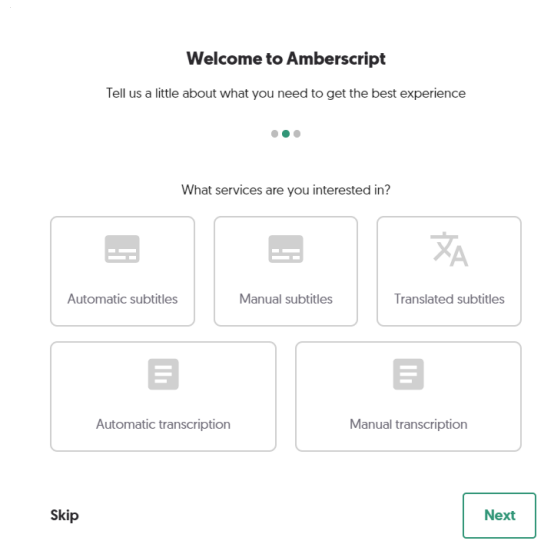 Welcome to Amberscript
Tell us a little about what you need to get the best experience
What services are you interested in?
Automatic subtitles
Manual subtitles
Translated subtitles
Automatic transcription
Manual transcription
Skip
Next